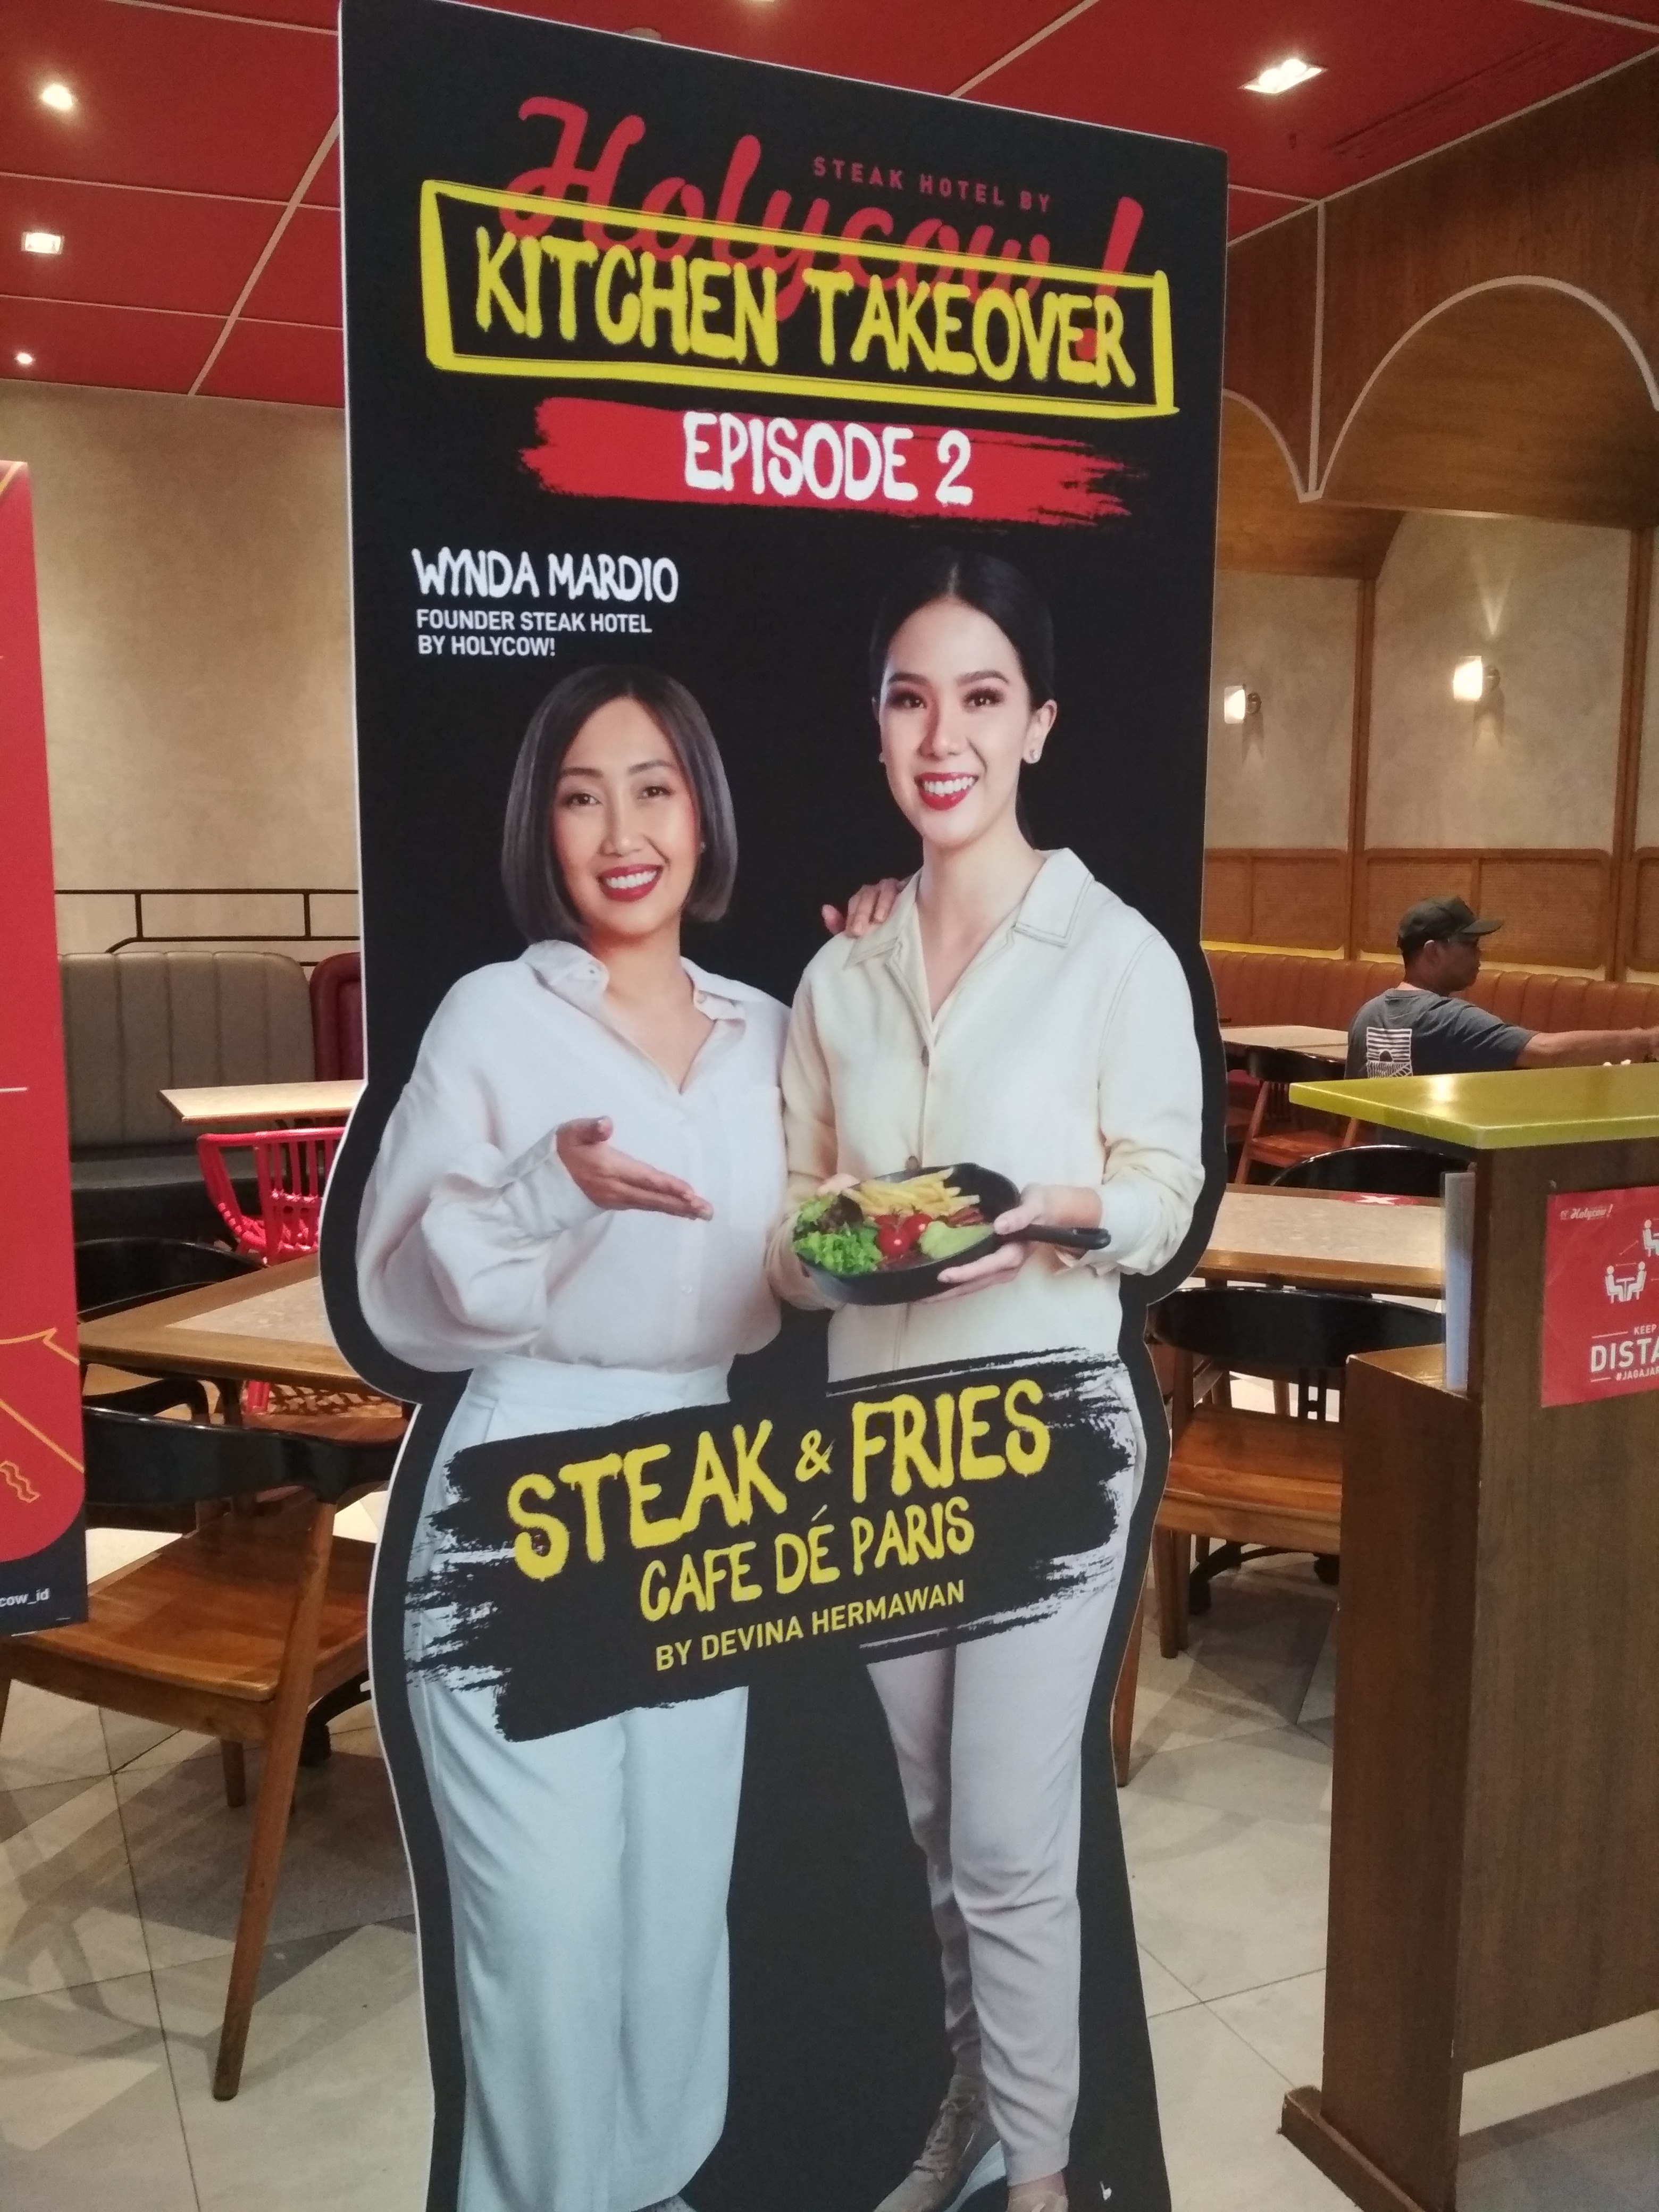 STEAK HOTEL BY
Holycow!
KITCHEN TAKEOVER
EPISODE 2
WYNDA MARDIO
FOUNDER STEAK HOTEL
BY HOLYCOW!
STEAK & FRIES
CAFE DÉ PARIS
BY DEVINA HERMAWAN
cow_id
Holycow!
KEEP
DISTA